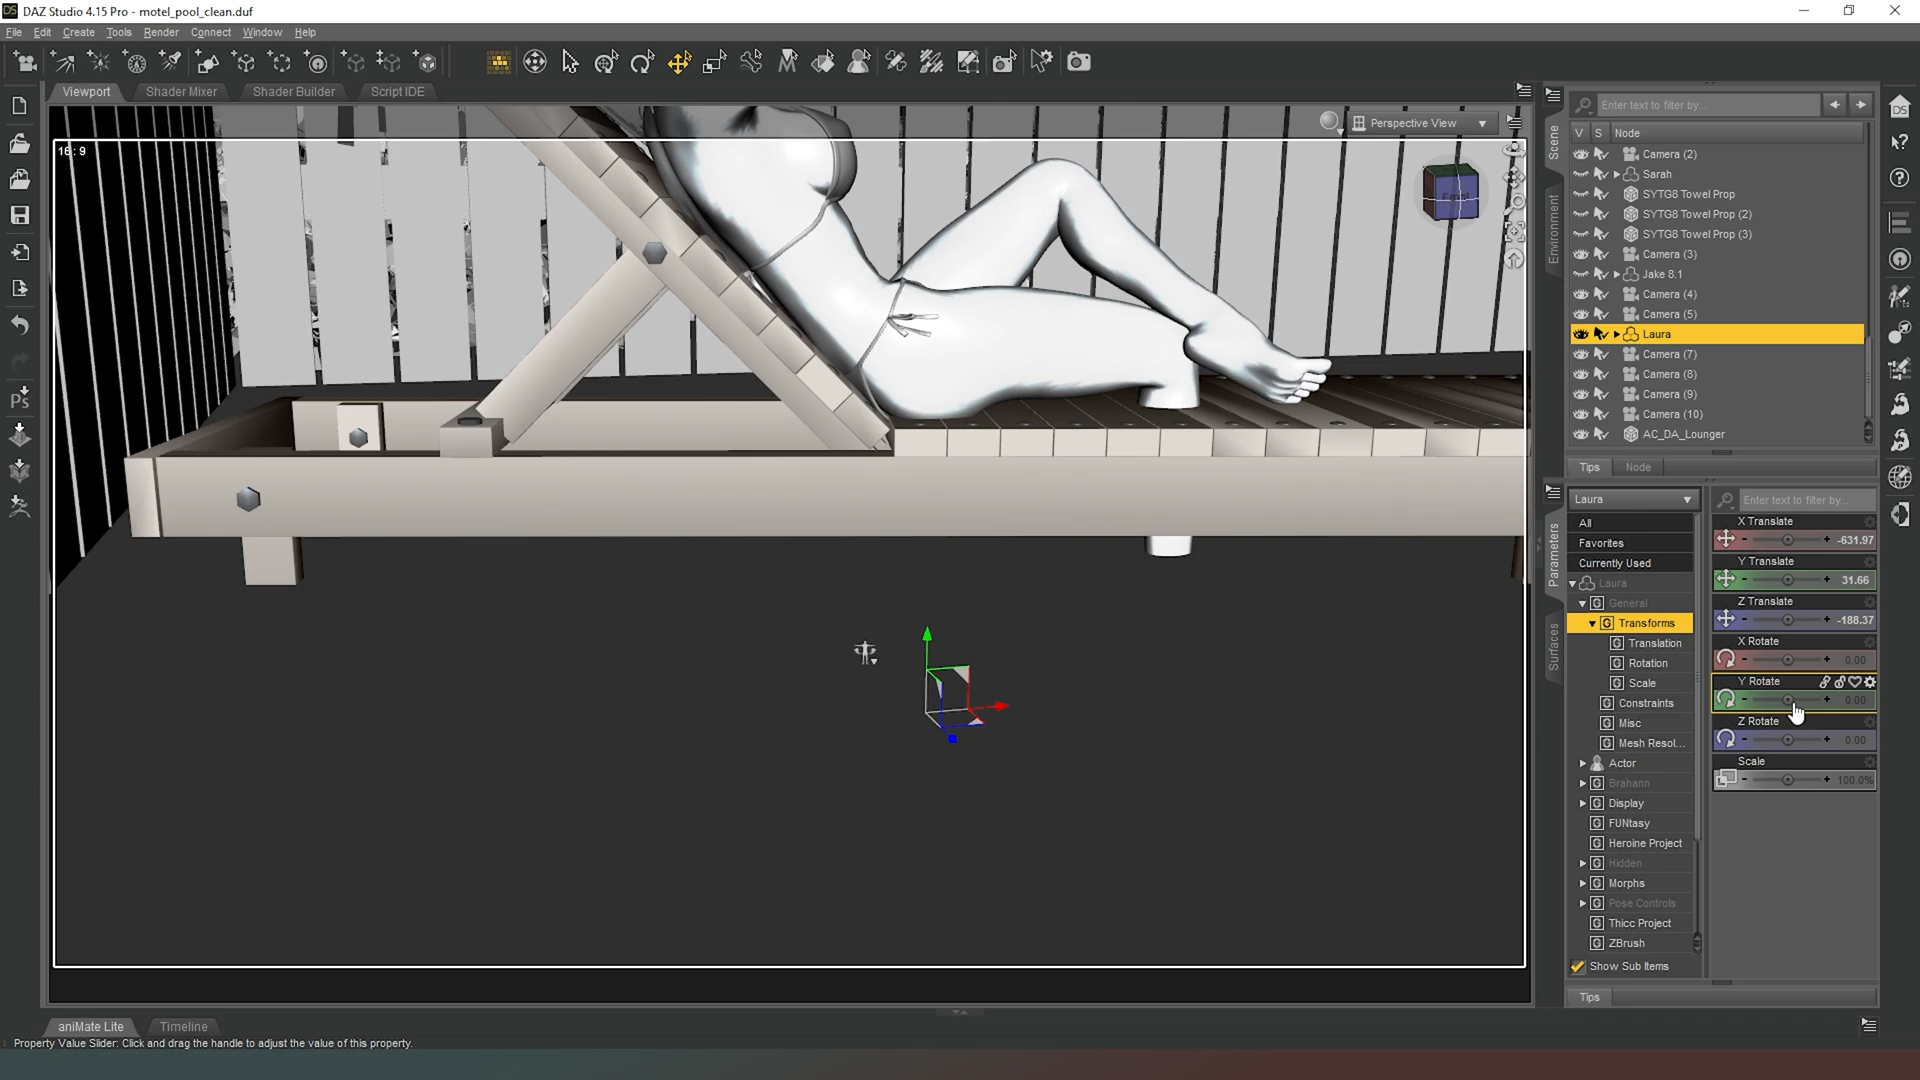 DAZ Studio 4.15 Pro - motel_pool_clean.duf
File Edit Create Tools Render Connect Window Help
Viewport Shader Mixer Shader Builder Script IDE
16 : 9
Perspective View
Front
Scene
Environment
Enter text to filter by...
V S Node
Camera (2)
Sarah
SYTG8 Towel Prop
SYTG8 Towel Prop (2)
SYTG8 Towel Prop (3)
Camera (3)
Jake 8.1
Camera (4)
Camera (5)
Laura
Camera (7)
Camera (8)
Camera (9)
Camera (10)
AC_DA_Lounger
Tips Node
Parameters
Surfaces
Laura
All
Favorites
Currently Used
Laura
General
Transforms
Translation
Rotation
Scale
Constraints
Misc
Mesh Resol...
Actor
Brahann
Display
FUNtasy
Heroine Project
Hidden
Morphs
Pose Controls
Thicc Project
ZBrush
Show Sub Items
Enter text to filter by...
X Translate
-631.97
Y Translate
31.66
Z Translate
-188.37
X Rotate
0.00
Y Rotate
0.00
Z Rotate
0.00
Scale
100.0%
Tips
Ps
DS
aniMate Lite Timeline
Property Value Slider: Click and drag the handle to adjust the value of this property.